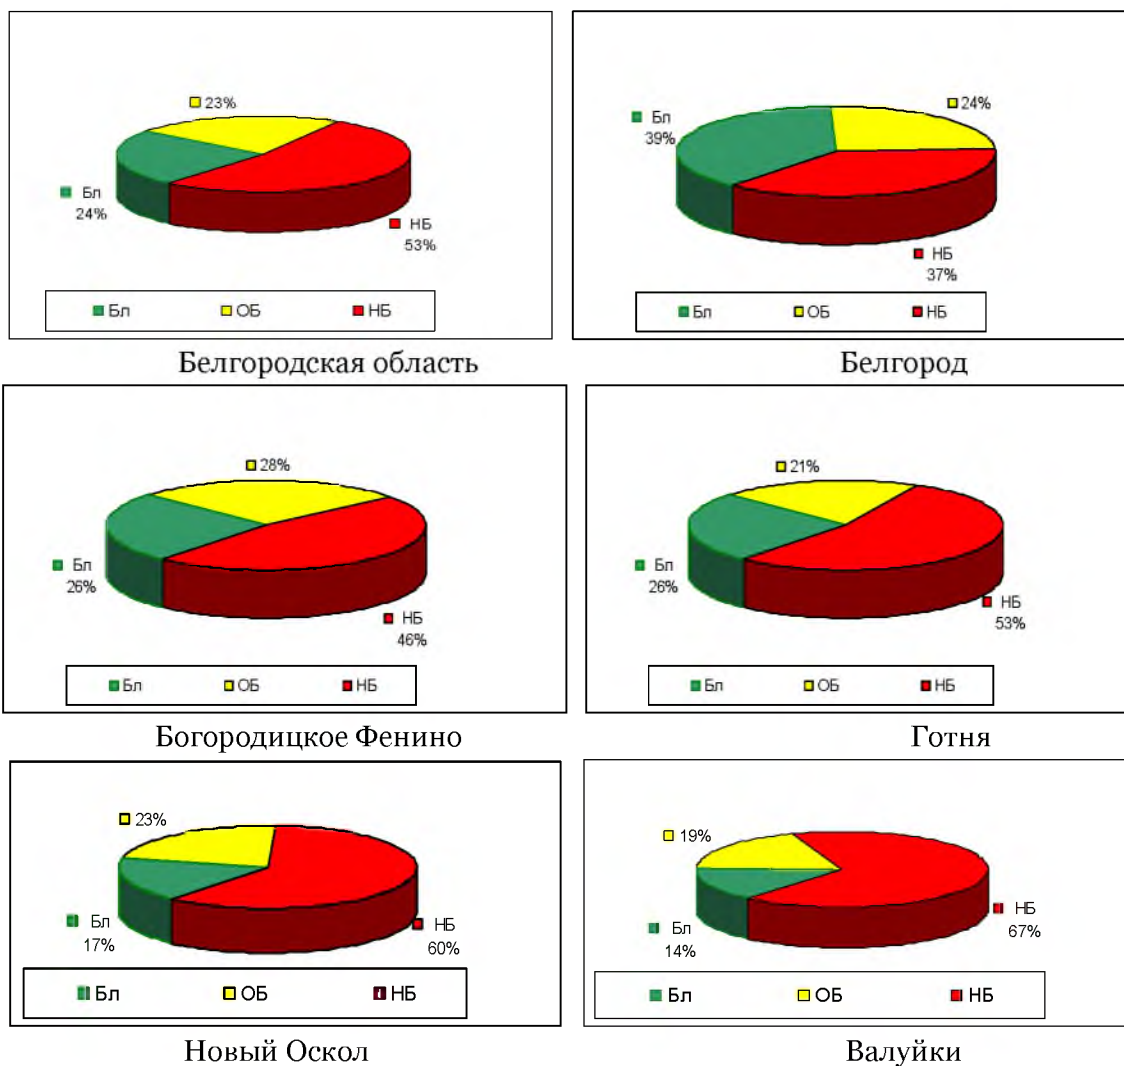 23%
Бл
24%
НБ
53%
Бл ОБ НБ
Белгородская область
24%
Бл
39%
НБ
37%
Бл ОБ НБ
Белгород
28%
Бл
26%
НБ
46%
Бл ОБ НБ
Богородицкое Фенино
21%
Бл
26%
НБ
53%
Бл ОБ НБ
Готня
23%
Бл
17%
НБ
60%
Бл ОБ НБ
Новый Оскол
19%
Бл
14%
НБ
67%
Бл ОБ НБ
Валуйки